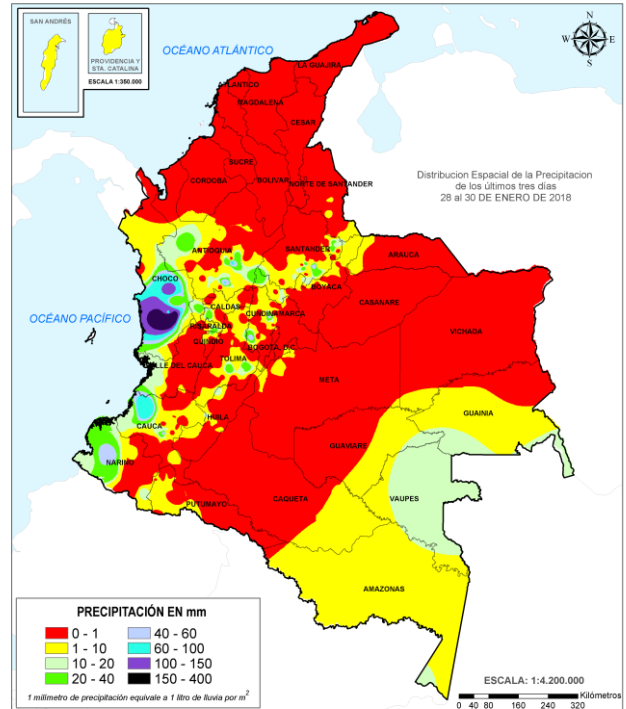 SAN ANDRÉS
PROVIDENCIA Y
STA. CATALINA
ESCALA 1:350.000
OCÉANO ATLÁNTICO
N
W
E
S
LA GUAJIRA
ATLANTICO
MAGDALENA
CESAR
SUCRE
CORDOBA
BOLIVAR
NORTE DE SANTANDER
Distribucion Espacial de la Precipitacion
de los últimos tres días
28 al 30 DE ENERO DE 2018
ANTIOQUIA
SANTANDER
ARAUCA
CHOCO
BOYACA
CASANARE
CALDAS
CUNDINAMARCA
OCÉANO PACÍFICO
RISARALDA
VICHADA
QUINDIO
BOGOTA, D.C.
TOLIMA
VALLE DEL CAUCA
META
GUAINIA
HUILA
CAUCA
GUAVIARE
NARIÑO
VAUPES
CAQUETA
PUTUMAYO
AMAZONAS
PRECIPITACIÓN EN mm
0 - 1
40 - 60
1 - 10
60 - 100
10 - 20
100 - 150
20 - 40
150 - 400
1 milimetro de precipitación equivale a 1 litro de lluvia por m²
ESCALA: 1:4.200.000
Kilómetros
0 40 80 160 240 320